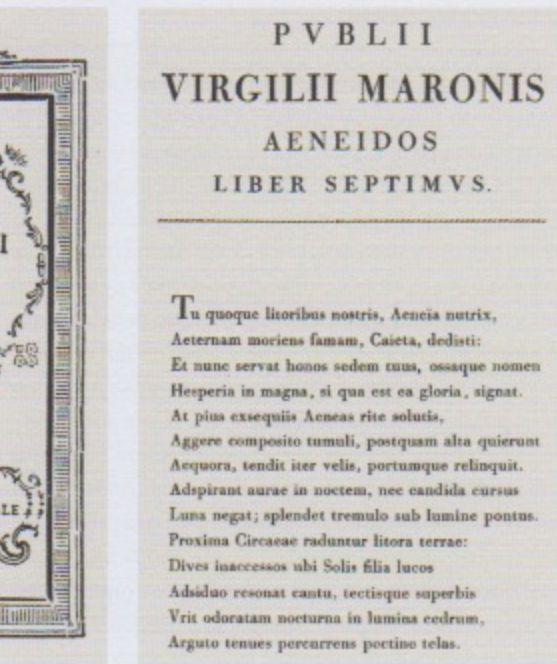 PVBLII
VIRGILII MARONIS
AENEIDOS
LIBER SEPTIMVS.
Tu quoque litoribus nostris, Aeneïa nutrix,
Aeternam moriens famam, Caieta, dedisti:
Et nunc servat honos sedem tuus, ossaque nomen
Hesperia in magna, si qua est ea gloria, signat.
At pius exsequiis Aeneas rite solutis,
Aggere composito tumuli, postquam alta quierunt
Aequora, tendit iter velis, portumque relinquit.
Adspirant aurae in noctem, nec candida cursus
Luna negat; splendet tremulo sub lumine pontus.
Proxima Circaeae raduntur litora terrae:
Dives inaccessos ubi Solis filia lucos
Adsiduo resonat cantu, tectisque superbis
Vrit odoratam nocturna in lumina cedrum,
Arguto tenues percurrens pectine telas.
I
LE